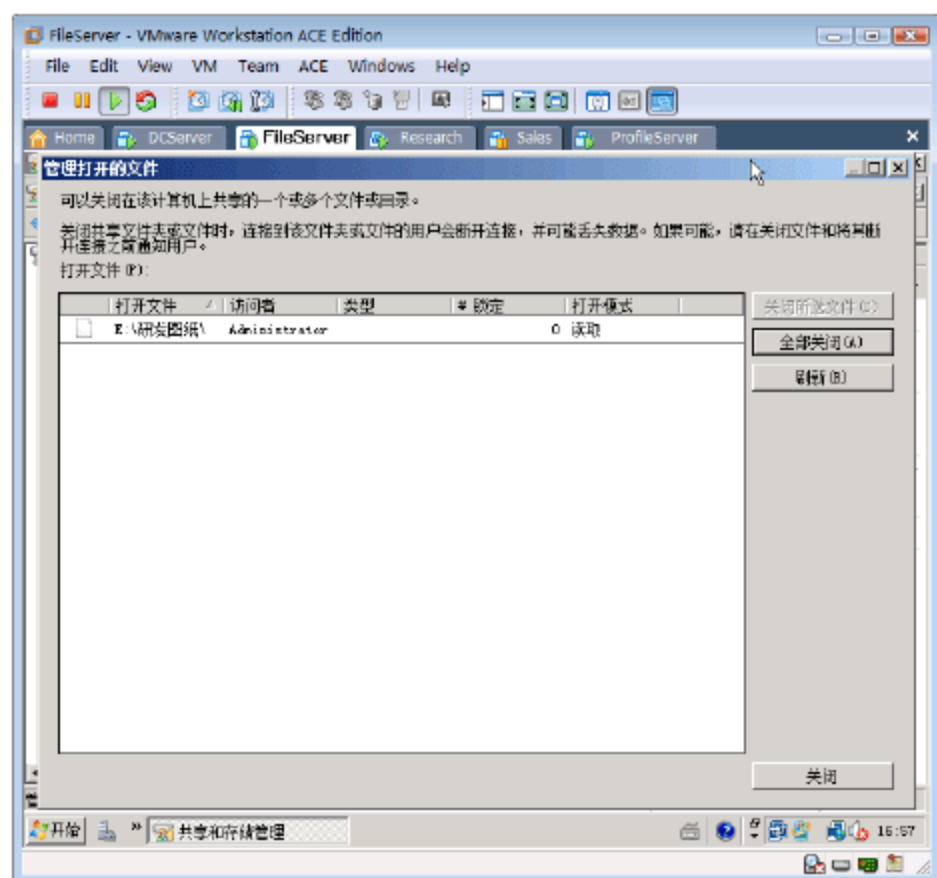 FileServer - VMware Workstation ACE Edition
File Edit View VM Team ACE Windows Help
Home DCServer FileServer Research Sales ProfileServer
管理打开的文件
可以关闭在该计算机上共享的一个或多个文件或目录。
关闭共享文件夹或文件时，连接到该文件夹或文件的用户会断开连接，并可能丢失数据。如果可能，请在关闭文件和将其断
开连接之前通知用户。
打开文件(P):
打开文件 访问者 类型 # 锁定 打开模式
E:\研发图纸\ Administrator 0 读取
关闭所选文件(C)
全部关闭(A)
刷新(R)
关闭
开始 » 共享和存储管理 16:57